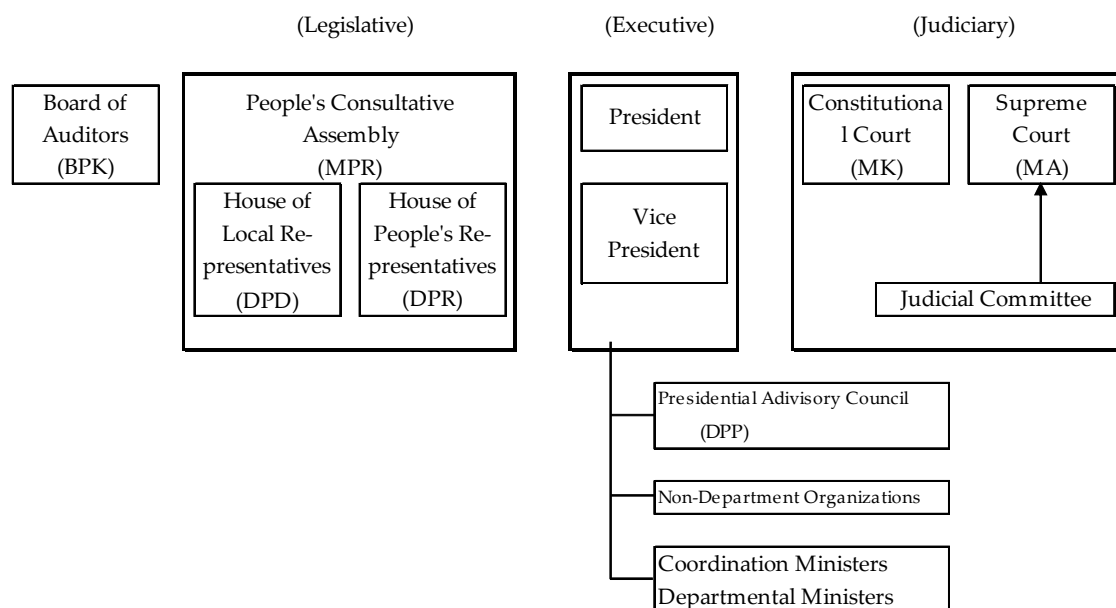 (Legislative)
(Executive)
(Judiciary)
Board of
Auditors
(BPK)
People's Consultative
Assembly
(MPR)
House of
Local Re-
presentatives
(DPD)
House of
People's Re-
presentatives
(DPR)
President
Vice
President
Constitutiona
l Court
(MK)
Supreme
Court
(MA)
Judicial Committee
Presidential Adivisory Council
(DPP)
Non-Department Organizations
Coordination Ministers
Departmental Ministers